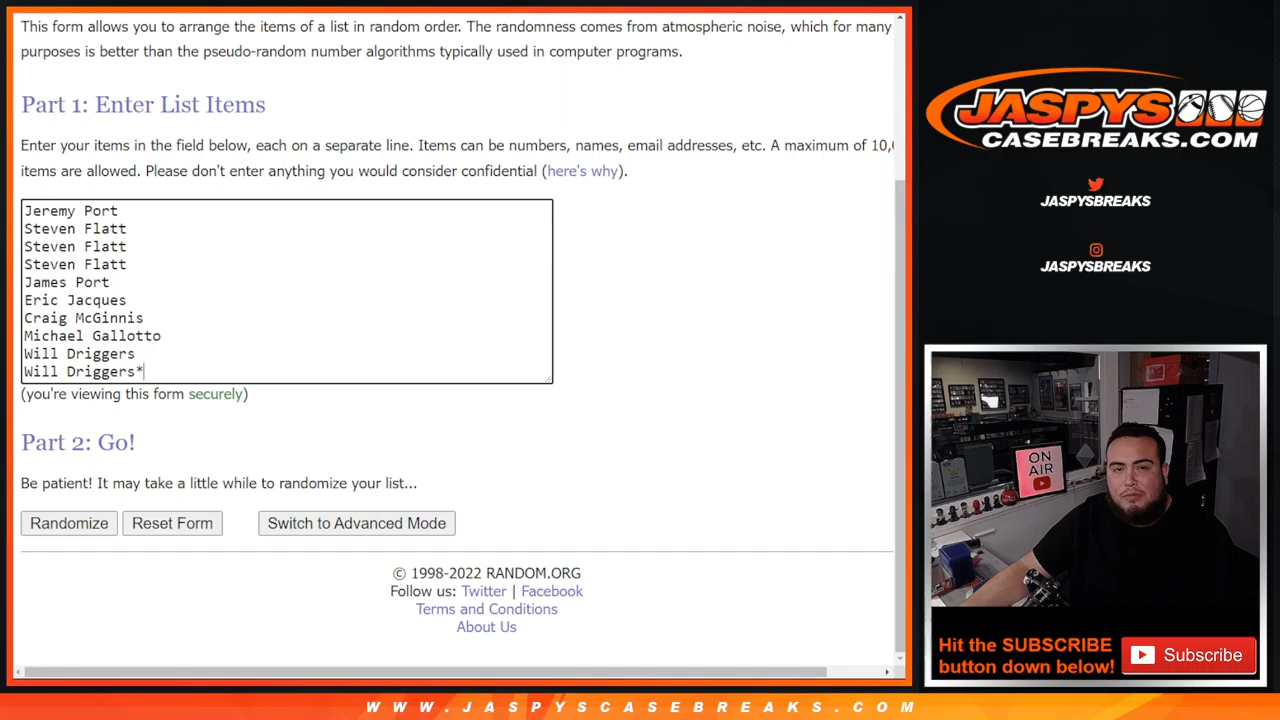 This form allows you to arrange the items of a list in random order. The randomness comes from atmospheric noise, which for many
purposes is better than the pseudo-random number algorithms typically used in computer programs.
Part 1: Enter List Items
Enter your items in the field below, each on a separate line. Items can be numbers, names, email addresses, etc. A maximum of 10,
items are allowed. Please don't enter anything you would consider confidential (here's why).
Jeremy Port
Steven Flatt
Steven Flatt
Steven Flatt
James Port
Eric Jacques
Craig McGinnis
Michael Gallotto
Will Driggers
Will Driggers*
(you're viewing this form securely)
Part 2: Go!
Be patient! It may take a little while to randomize your list...
Randomize Reset Form Switch to Advanced Mode
© 1998-2022 RANDOM.ORG
Follow us: Twitter | Facebook
Terms and Conditions
About Us
JASPYS
CASEBREAKS.COM
JASPYSBREAKS
JASPYSBREAKS
ON
AIR
Hit the SUBSCRIBE
button down below!
Subscribe
WWW.JASPYSCASEBREAKS.COM